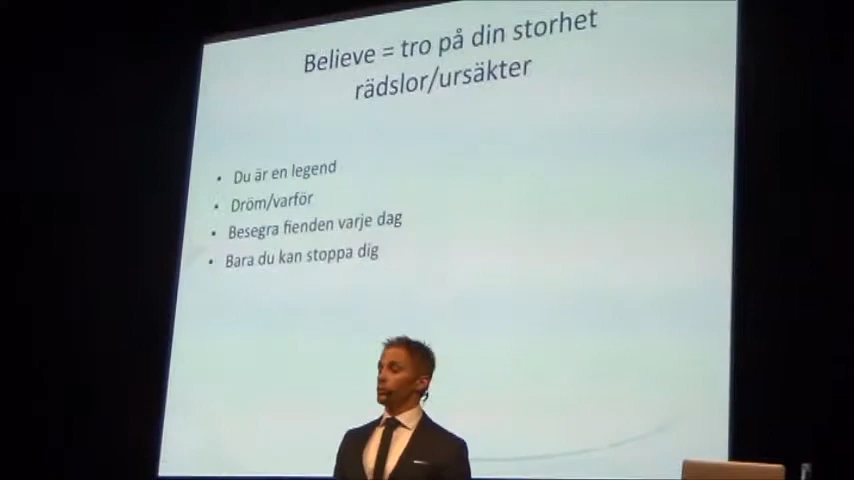 Believe = tro på din storhet
rädslor/ursäkter
• Du är en legend
• Dröm/varför
• Besegra fienden varje dag
• Bara du kan stoppa dig